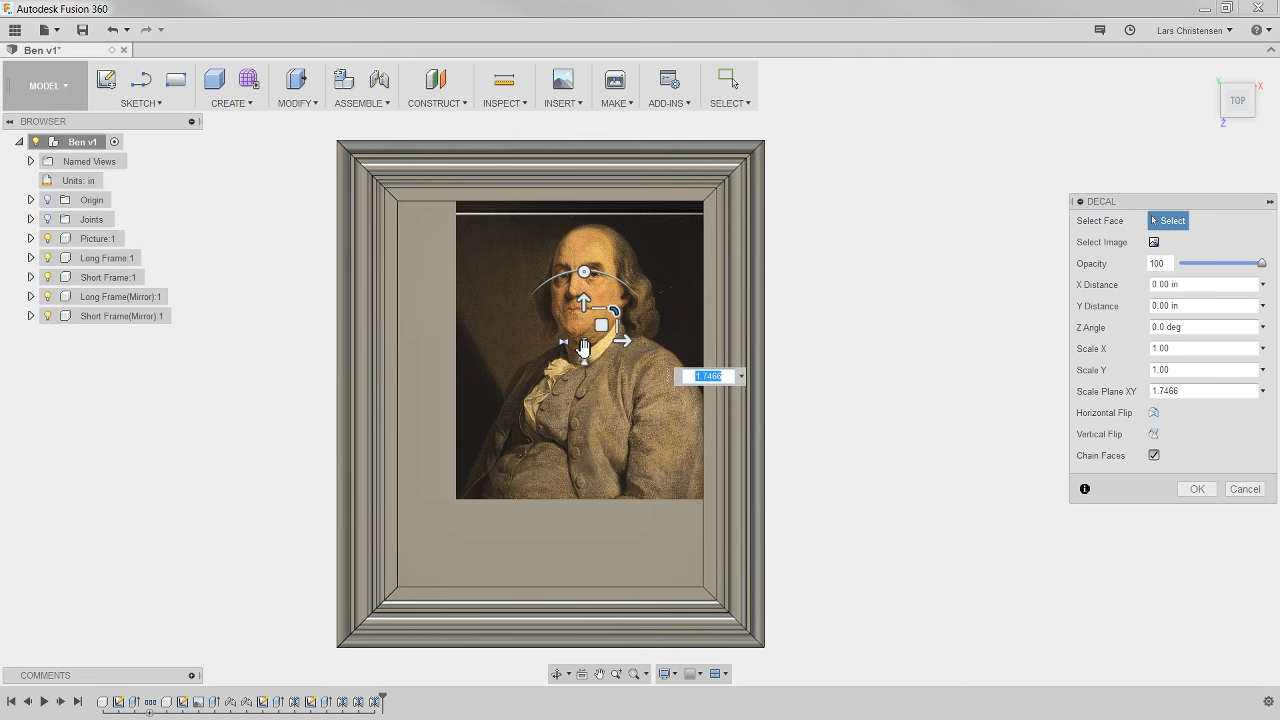 Autodesk Fusion 360
Lars Christensen
Ben v1*
MODEL
SKETCH
CREATE
MODIFY
ASSEMBLE
CONSTRUCT
INSPECT
INSERT
MAKE
ADD-INS
SELECT
TOP
X
Y
Z
BROWSER
Ben v1
Named Views
Units: in
Origin
Joints
Picture:1
Long Frame:1
Short Frame:1
Long Frame(Mirror):1
Short Frame(Mirror):1
1.7466
DECAL
Select Face Select
Select Image
Opacity 100
X Distance 0.00 in
Y Distance 0.00 in
Z Angle 0.0 deg
Scale X 1.00
Scale Y 1.00
Scale Plane XY 1.7466
Horizontal Flip
Vertical Flip
Chain Faces
OK Cancel
COMMENTS